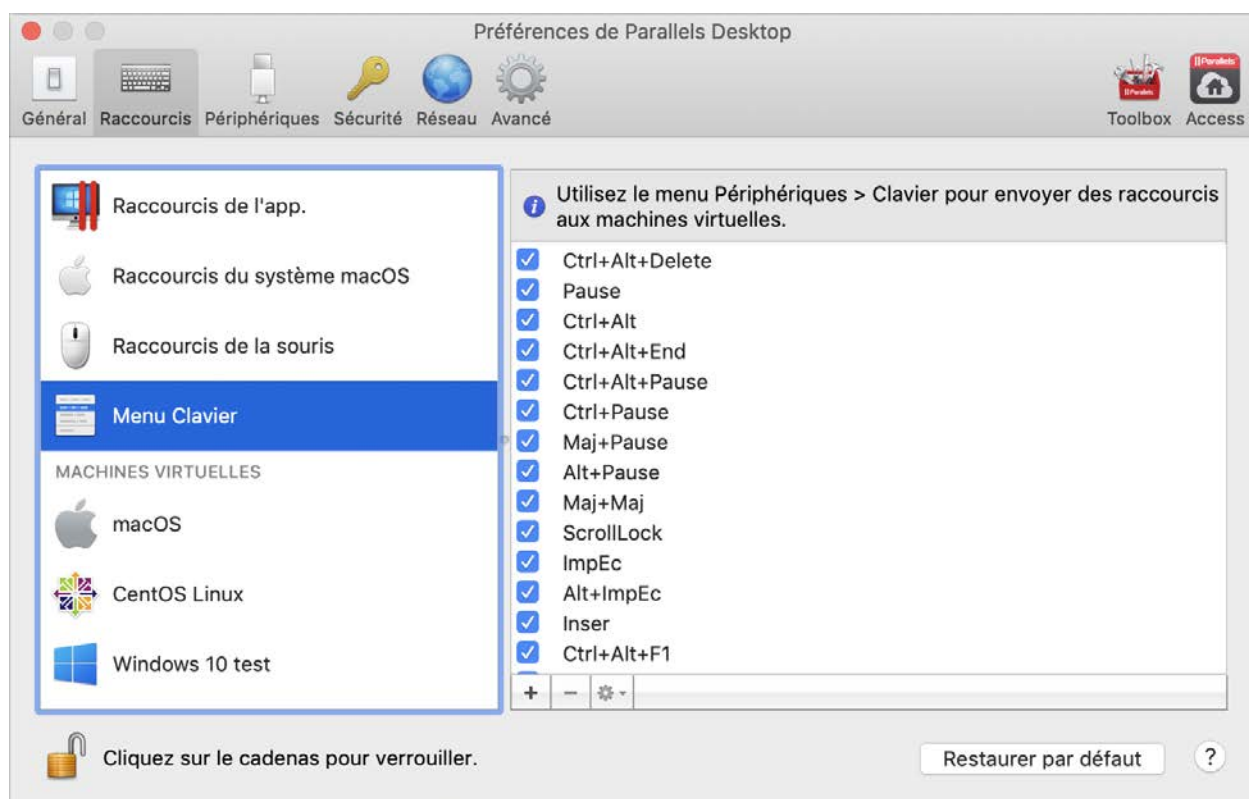 Préférences de Parallels Desktop
Général
Raccourcis
Périphériques
Sécurité
Réseau
Avancé
Toolbox
Access
Raccourcis de l'app.
Raccourcis du système macOS
Raccourcis de la souris
Menu Clavier
MACHINES VIRTUELLES
macOS
CentOS Linux
Windows 10 test
Utilisez le menu Périphériques > Clavier pour envoyer des raccourcis
aux machines virtuelles.
Ctrl+Alt+Delete
Pause
Ctrl+Alt
Ctrl+Alt+End
Ctrl+Alt+Pause
Ctrl+Pause
Maj+Pause
Alt+Pause
Maj+Maj
ScrollLock
ImpEc
Alt+ImpEc
Inser
Ctrl+Alt+F1
Cliquez sur le cadenas pour verrouiller.
Restaurer par défaut
?